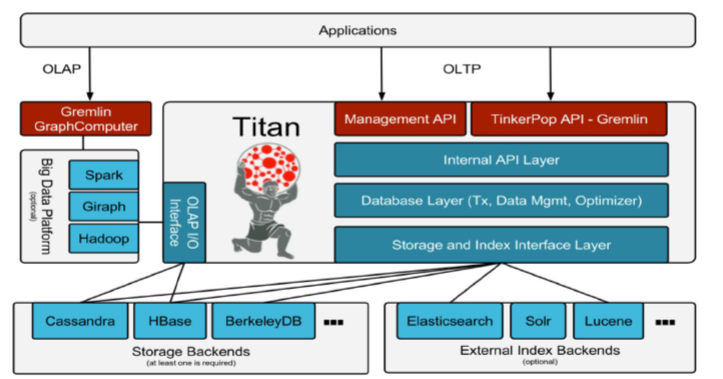 Applications
OLAP
OLTP
Gremlin
GraphComputer
Titan
Management API
TinkerPop API - Gremlin
Big Data Platform
(optional)
Spark
Giraph
Hadoop
OLAP I/O
Interface
Internal API Layer
Database Layer (Tx, Data Mgmt, Optimizer)
Storage and Index Interface Layer
Cassandra
HBase
BerkeleyDB
Storage Backends
(at least one is required)
Elasticsearch
Solr
Lucene
External Index Backends
(optional)